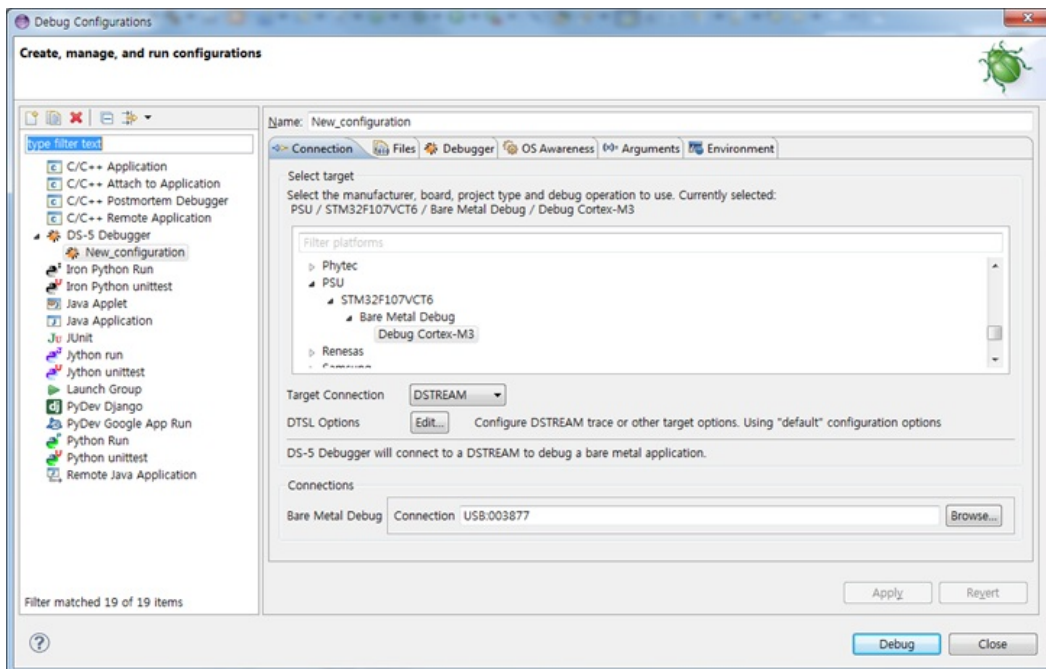 Debug Configurations
Create, manage, and run configurations
type filter text
C/C++ Application
C/C++ Attach to Application
C/C++ Postmortem Debugger
C/C++ Remote Application
DS-5 Debugger
New_configuration
Iron Python Run
Iron Python unittest
Java Applet
Java Application
JUnit
Jython run
Jython unittest
Launch Group
PyDev Django
PyDev Google App Run
Python Run
Python unittest
Remote Java Application
Filter matched 19 of 19 items
Name: New_configuration
Connection Files Debugger OS Awareness Arguments Environment
Select target
Select the manufacturer, board, project type and debug operation to use. Currently selected:
PSU / STM32F107VCT6 / Bare Metal Debug / Debug Cortex-M3
Filter platforms
Phytec
PSU
STM32F107VCT6
Bare Metal Debug
Debug Cortex-M3
Renesas
Target Connection DSTREAM
DTSL Options Edit... Configure DSTREAM trace or other target options. Using "default" configuration options
DS-5 Debugger will connect to a DSTREAM to debug a bare metal application.
Connections
Bare Metal Debug Connection USB:003877 Browse...
Apply Revert
Debug Close